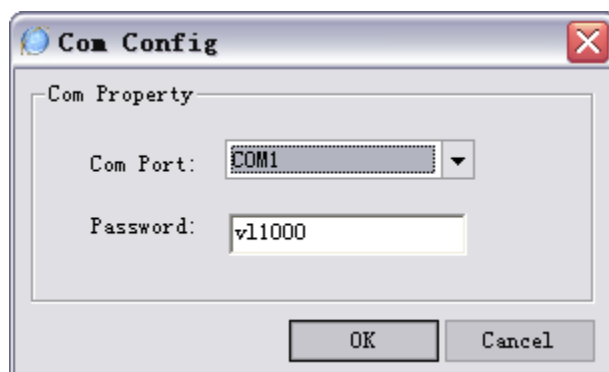 Com Config
Com Property
Com Port: COM1
Password: vl1000
OK Cancel